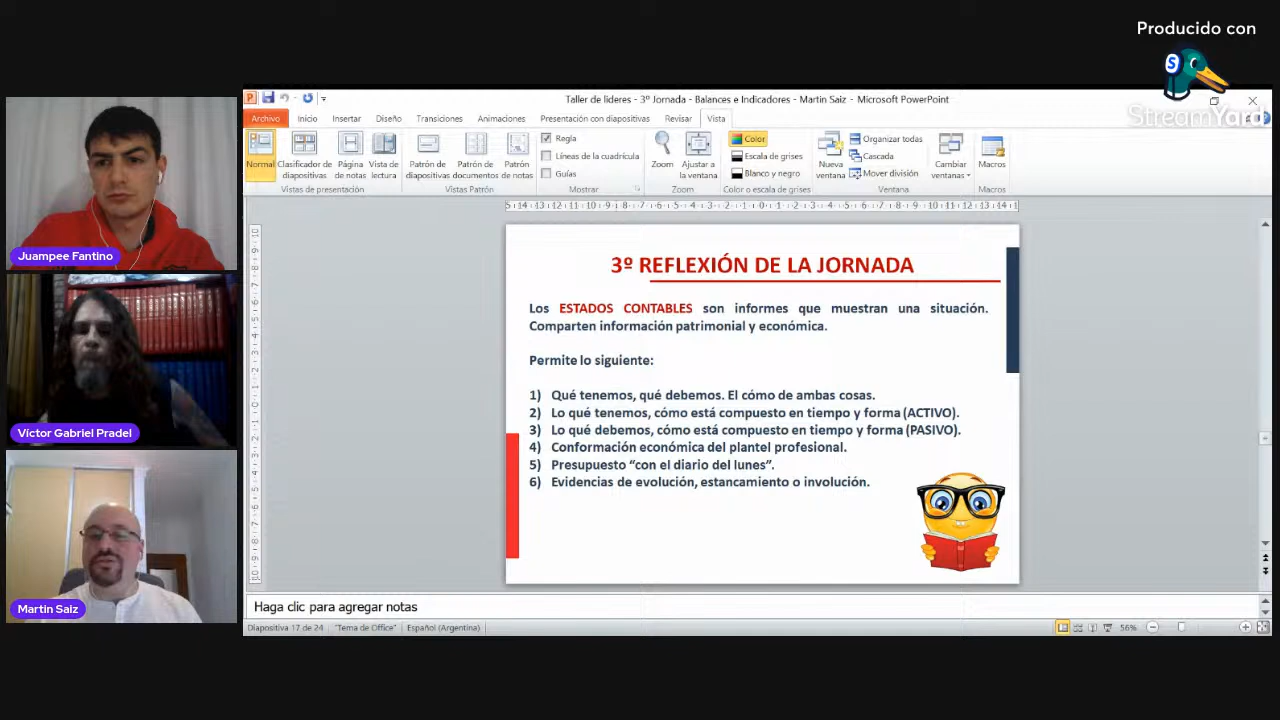 Producido con
StreamYard
Taller de lideres - 3º Jornada - Balances e Indicadores - Martin Saiz - Microsoft PowerPoint
Archivo Inicio Insertar Diseño Transiciones Animaciones Presentación con diapositivas Revisar Vista
Normal Clasificador de diapositivas Página de notas Vista de lectura
Vistas de presentación
Patrón de diapositivas Patrón de documentos Patrón de notas
Vistas Patrón
Regla
Líneas de la cuadrícula
Guías
Mostrar
Zoom Ajustar a la ventana
Zoom
Color
Escala de grises
Blanco y negro
Color o escala de grises
Nueva ventana
Organizar todas
Cascada
Mover división
Cambiar ventanas
Ventana
Macros
Macros
Juampee Fantino
Víctor Gabriel Pradel
Martin Saiz
3º REFLEXIÓN DE LA JORNADA
Los ESTADOS CONTABLES son informes que muestran una situación.
Comparten información patrimonial y económica.
Permite lo siguiente:
1) Qué tenemos, qué debemos. El cómo de ambas cosas.
2) Lo qué tenemos, cómo está compuesto en tiempo y forma (ACTIVO).
3) Lo qué debemos, cómo está compuesto en tiempo y forma (PASIVO).
4) Conformación económica del plantel profesional.
5) Presupuesto “con el diario del lunes”.
6) Evidencias de evolución, estancamiento o involución.
Haga clic para agregar notas
Diapositiva 17 de 24 "Tema de Office" Español (Argentina) 56%